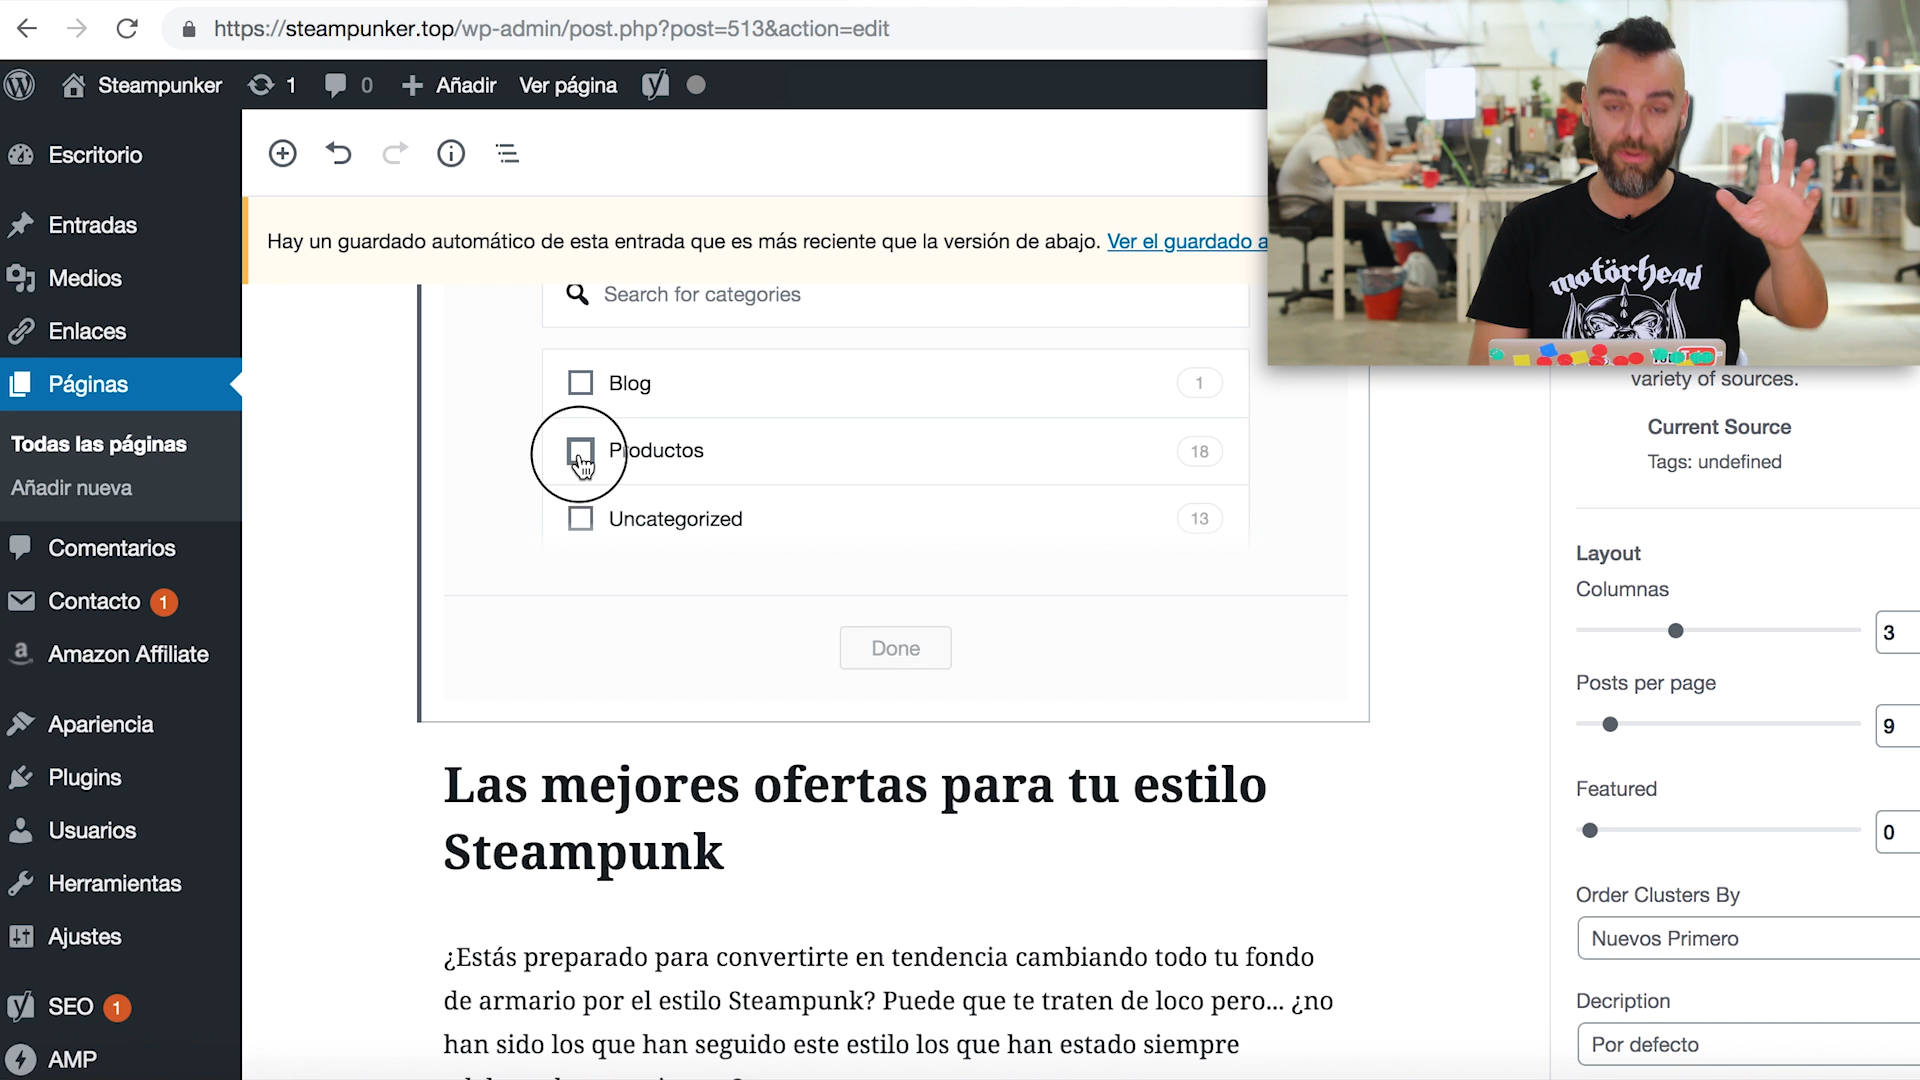 https://steampunker.top/wp-admin/post.php?post=513&action=edit
Steampunker 1 0 Añadir Ver página
Escritorio
Entradas
Medios
Enlaces
Páginas
Todas las páginas
Añadir nueva
Comentarios
Contacto 1
Amazon Affiliate
Apariencia
Plugins
Usuarios
Herramientas
Ajustes
SEO 1
AMP
Hay un guardado automático de esta entrada que es más reciente que la versión de abajo. Ver el guardado a
Search for categories
Blog 1
Productos 18
Uncategorized 13
Done
Las mejores ofertas para tu estilo
Steampunk
¿Estás preparado para convertirte en tendencia cambiando todo tu fondo
de armario por el estilo Steampunk? Puede que te traten de loco pero... ¿no
han sido los que han seguido este estilo los que han estado siempre
motörhead
variety of sources.
Current Source
Tags: undefined
Layout
Columnas
3
Posts per page
9
Featured
0
Order Clusters By
Nuevos Primero
Decription
Por defecto